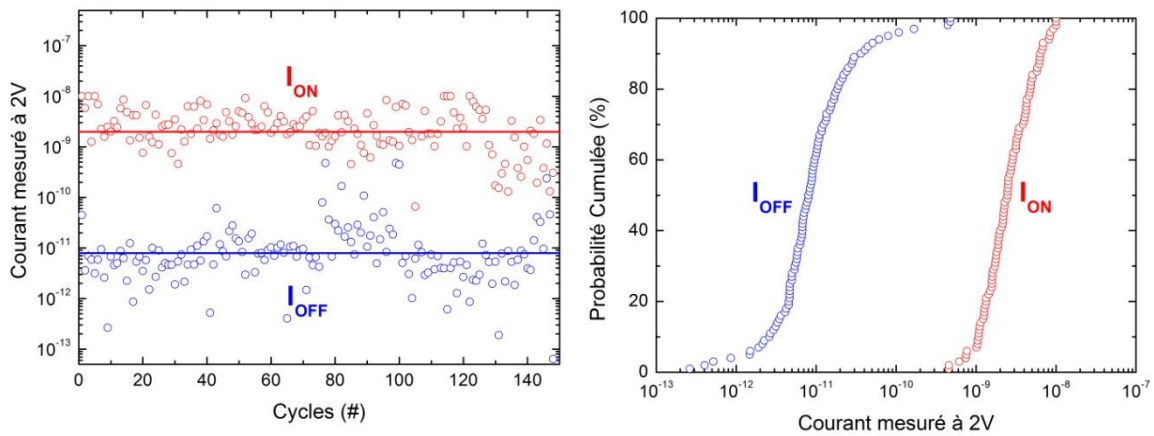 10^-7
10^-8
10^-9
10^-10
10^-11
10^-12
10^-13
Courant mesuré à 2V
I_ON
I_OFF
0 20 40 60 80 100 120 140
Cycles (#)
100
80
60
40
20
0
Probabilité Cumulée (%)
I_OFF
I_ON
10^-13 10^-12 10^-11 10^-10 10^-9 10^-8 10^-7
Courant mesuré à 2V